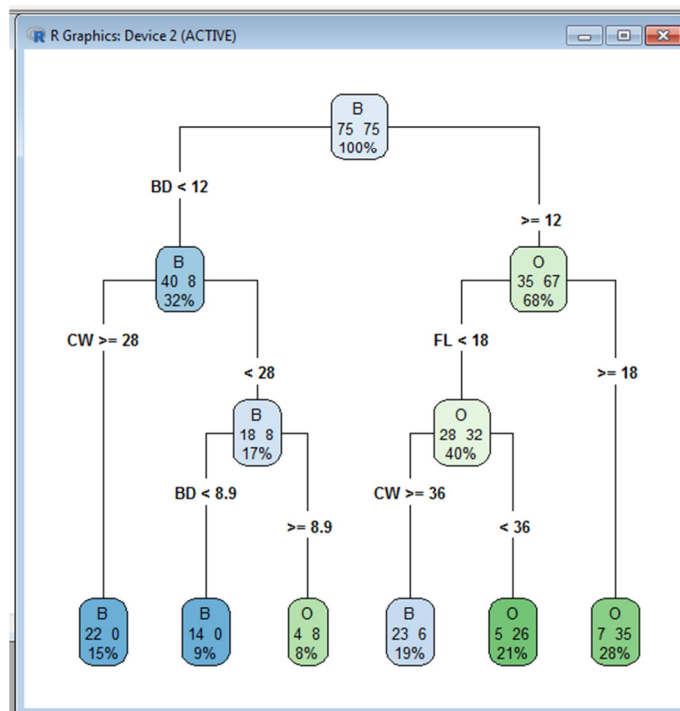 R Graphics: Device 2 (ACTIVE)
B
75 75
100%
BD < 12
>= 12
B
40 8
32%
O
35 67
68%
CW >= 28
< 28
FL < 18
>= 18
B
18 8
17%
O
28 32
40%
BD < 8.9
>= 8.9
CW >= 36
< 36
B
22 0
15%
B
14 0
9%
O
4 8
8%
B
23 6
19%
O
5 26
21%
O
7 35
28%